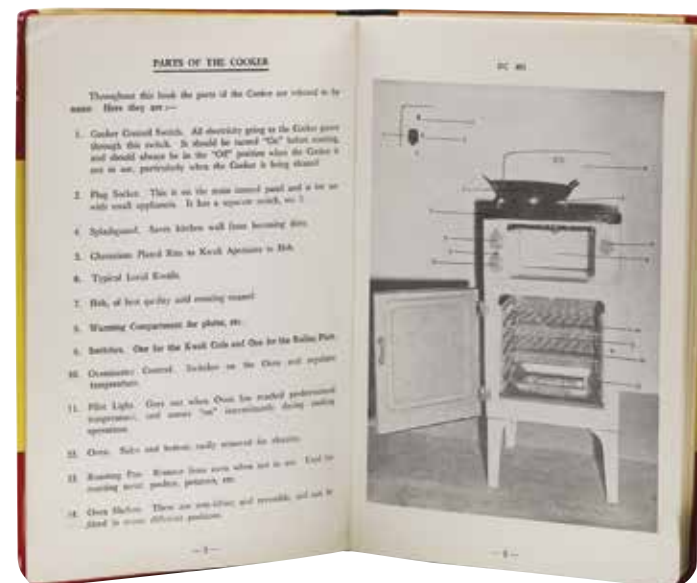 PARTS OF THE COOKER
Throughout this book the parts of the Cooker are referred to by
name. Here they are :—
1. Cooker Control Switch. All electricity going to the Cooker passes
through this switch. It should be turned "On" before cooking,
and should always be in the "Off" position when the Cooker is
not in use, particularly when the Cooker is being cleaned.
2. Plug Socket. This is on the main control panel and is for use
with small appliances. It has a separate switch, no. 3.
4. Splashguard. Saves kitchen wall from becoming dirty.
5. Chromium Plated Rim to Kwali Aperture in Hob.
6. Typical Local Kwali.
7. Hob, of best quality acid resisting enamel.
8. Warming Compartment for plates, etc.
9. Switches. One for the Kwali Coils and One for the Boiling Plate.
10. Control. Switches on the Oven and regulates
temperature.
11. Pilot Light. Goes out when Oven has reached predetermined
temperature, and comes "on" intermittently during cooking
operations.
12. Oven. Sides and bottom easily removed for cleaning.
13. Roasting Pan. Remove from oven when not in use. Used for
roasting meat, poultry, potatoes, etc.
14. Oven Shelves. These are non-tilting and reversible, and can be
fitted in different positions.